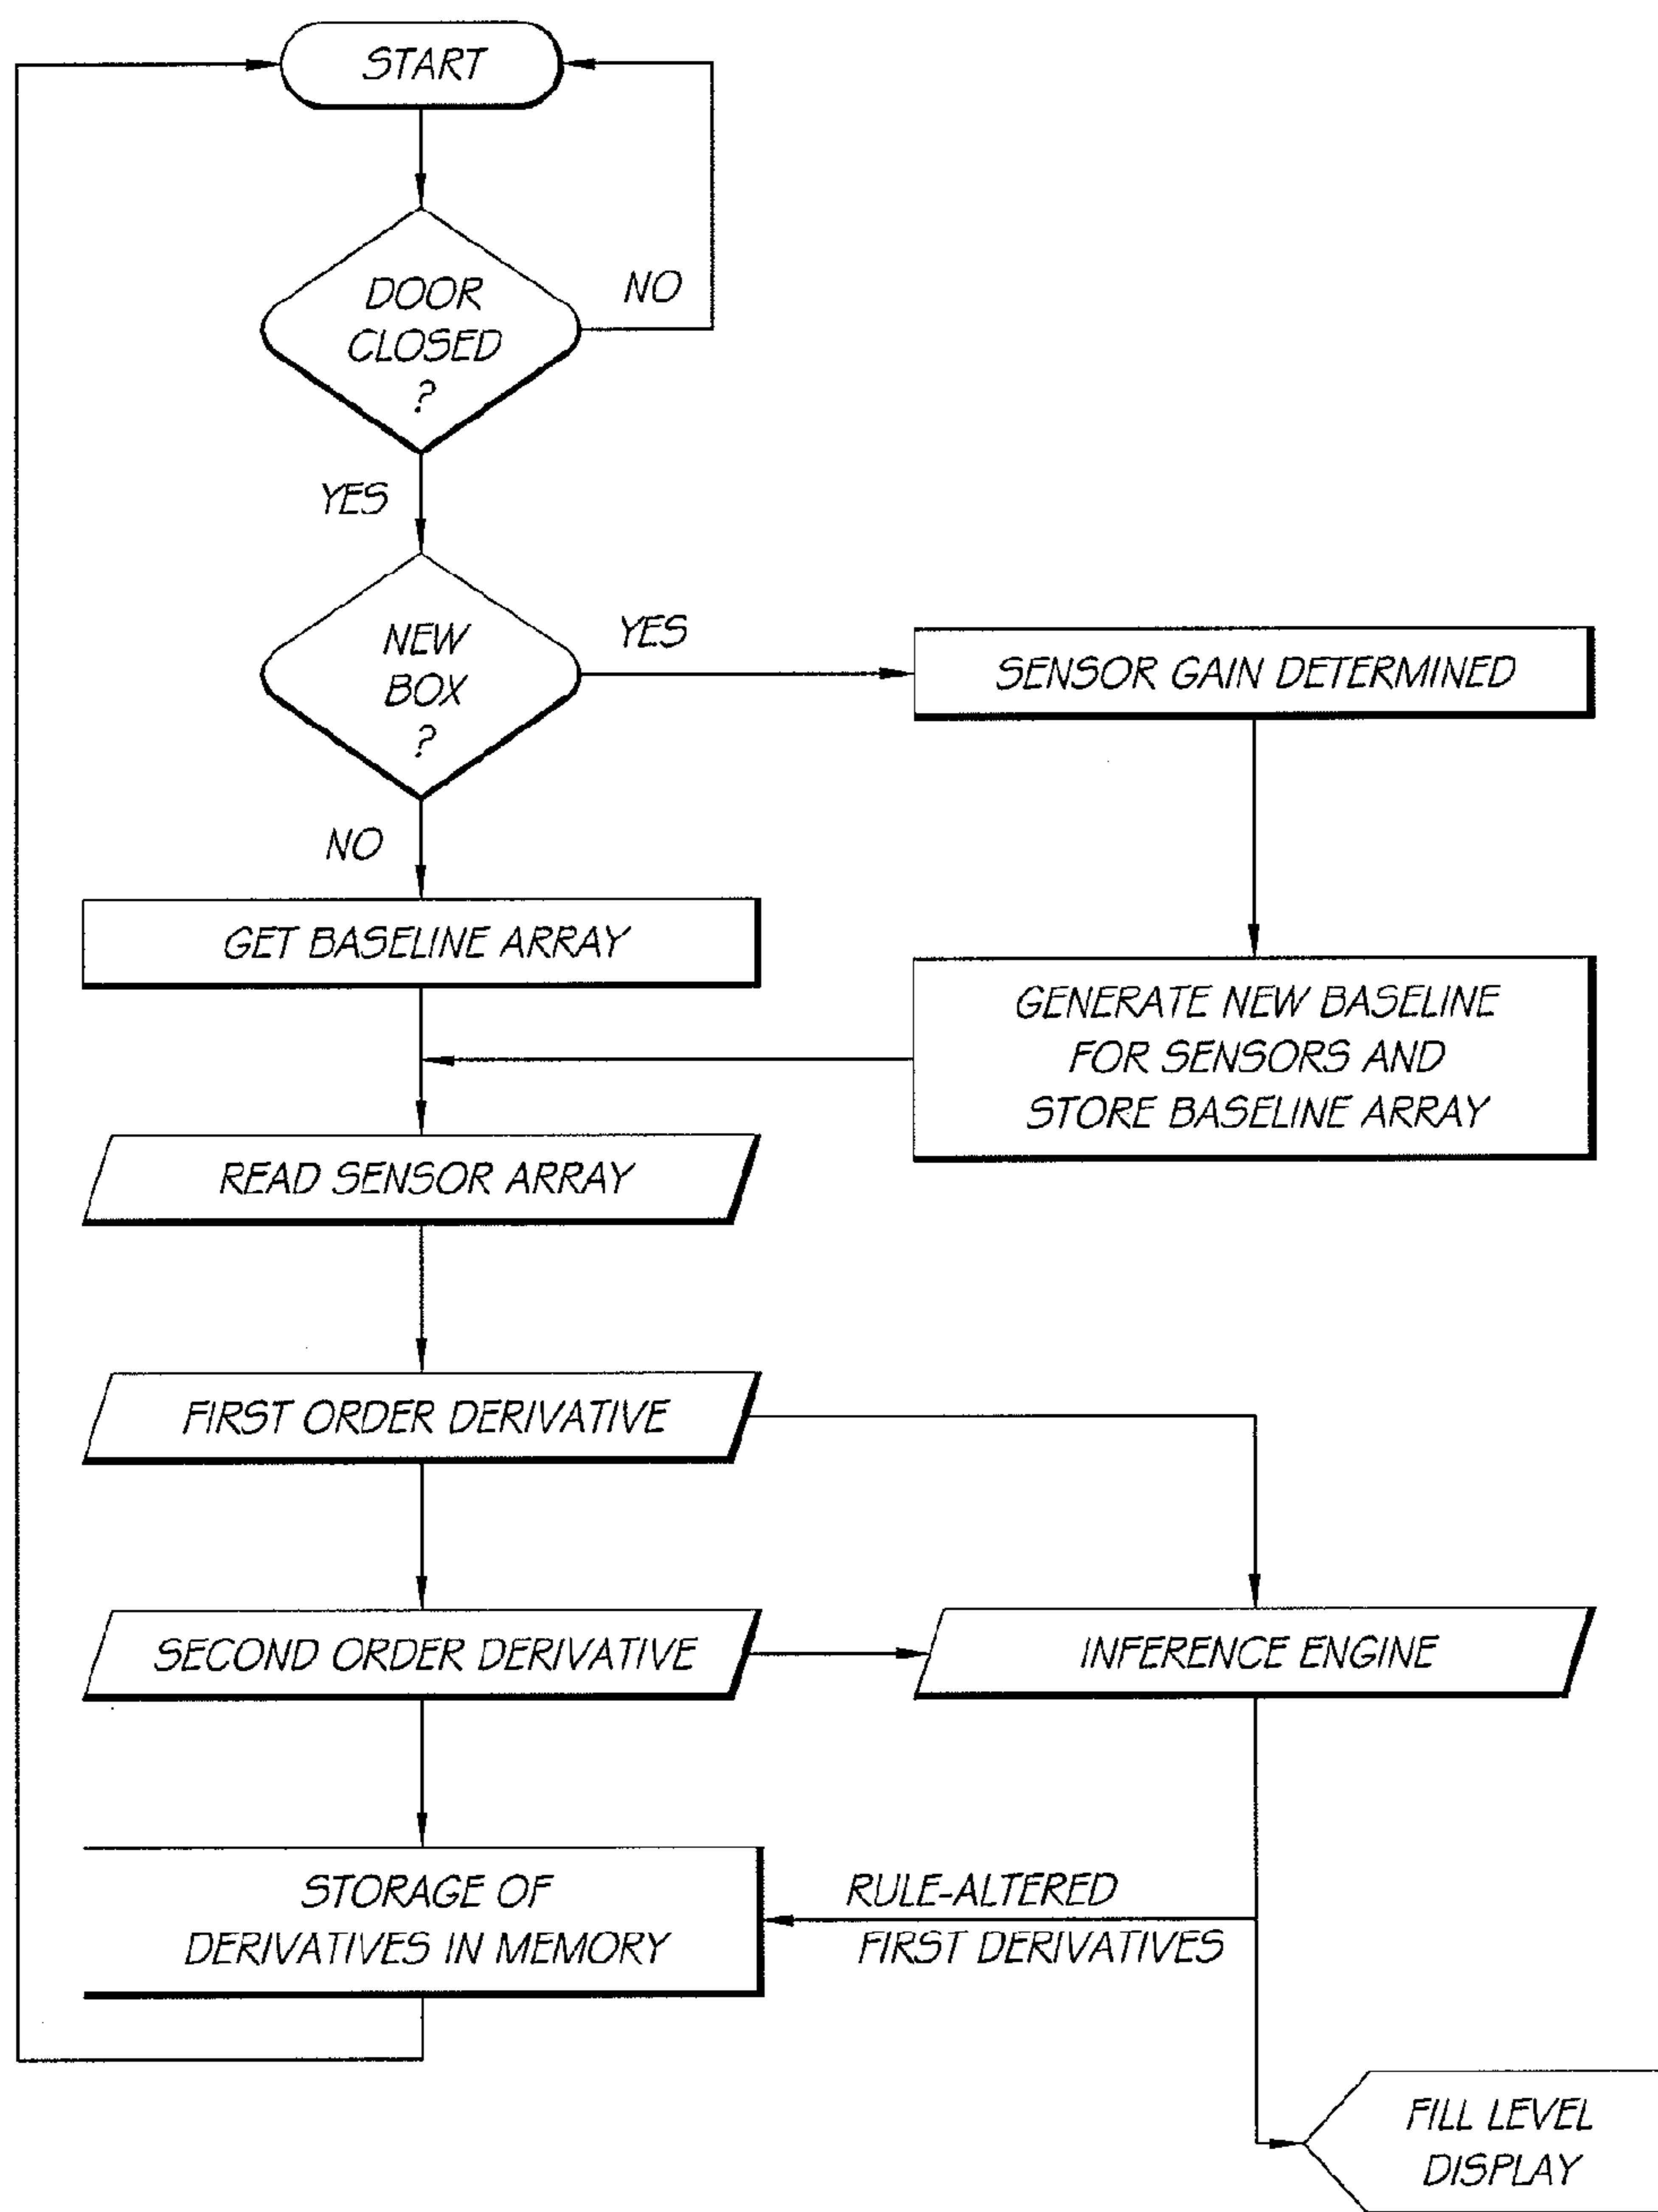 START
DOOR
CLOSED
?
NO
YES
NEW
BOX
?
YES
SENSOR GAIN DETERMINED
NO
GET BASELINE ARRAY
GENERATE NEW BASELINE
FOR SENSORS AND
STORE BASELINE ARRAY
READ SENSOR ARRAY
FIRST ORDER DERIVATIVE
SECOND ORDER DERIVATIVE
INFERENCE ENGINE
STORAGE OF
DERIVATIVES IN MEMORY
RULE-ALTERED
FIRST DERIVATIVES
FILL LEVEL
DISPLAY